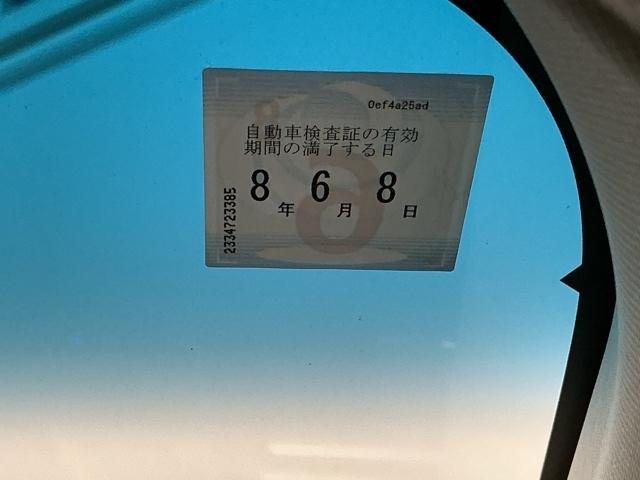 0ef4a25ad
自動車検査証の有効
期間の満了する日
8年 6月 8日
2334723385